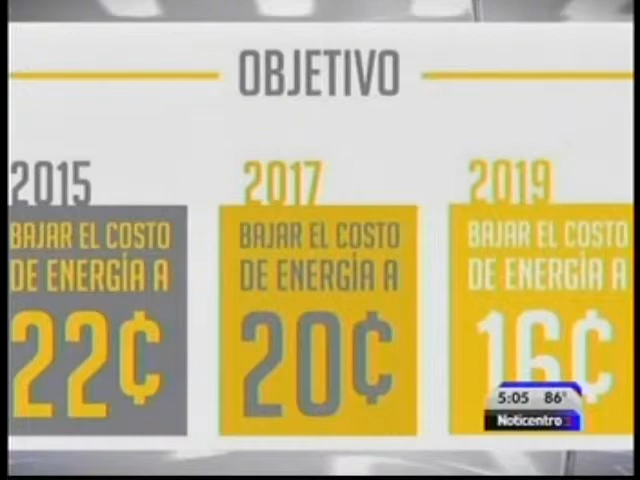 OBJETIVO
2015
BAJAR EL COSTO
DE ENERGÍA A
22¢
2017
BAJAR EL COSTO
DE ENERGÍA A
20¢
2019
BAJAR EL COSTO
DE ENERGÍA A
16¢
5:05 86°
Noticentro